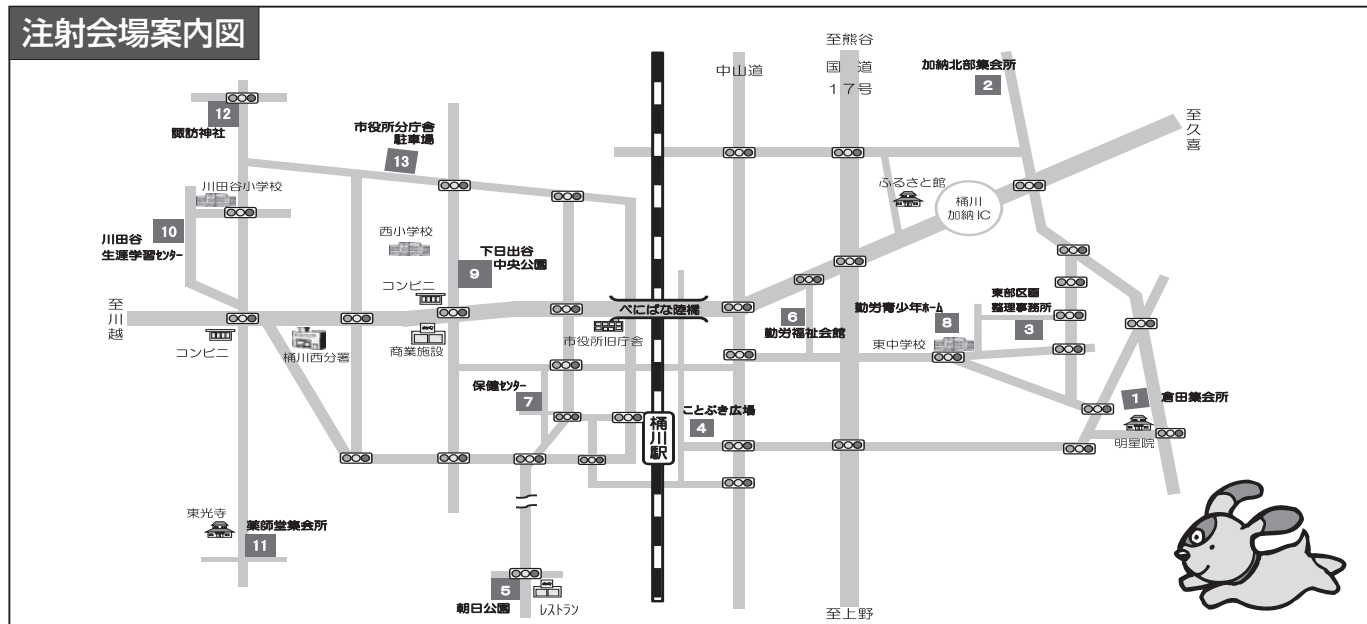 注射会場案内図
至熊谷
中山道
国道
17号
加納北部集会所
2
至久喜
12
諏訪神社
市役所分庁舎
駐車場
13
川田谷小学校
ふるさと館
桶川
加納IC
10
川田谷
生涯学習センター
西小学校
下日出谷
中央公園
9
コンビニ
至川越
べにばな陸橋
6
勤労福祉会館
勤労青少年ホーム
8
東中学校
東部区画
整理事務所
3
コンビニ
桶川西分署
商業施設
市役所旧庁舎
保健センター
7
ことぶき広場
4
桶川駅
1
倉田集会所
明星院
東光寺
薬師堂集会所
11
5
朝日公園
レストラン
至上野